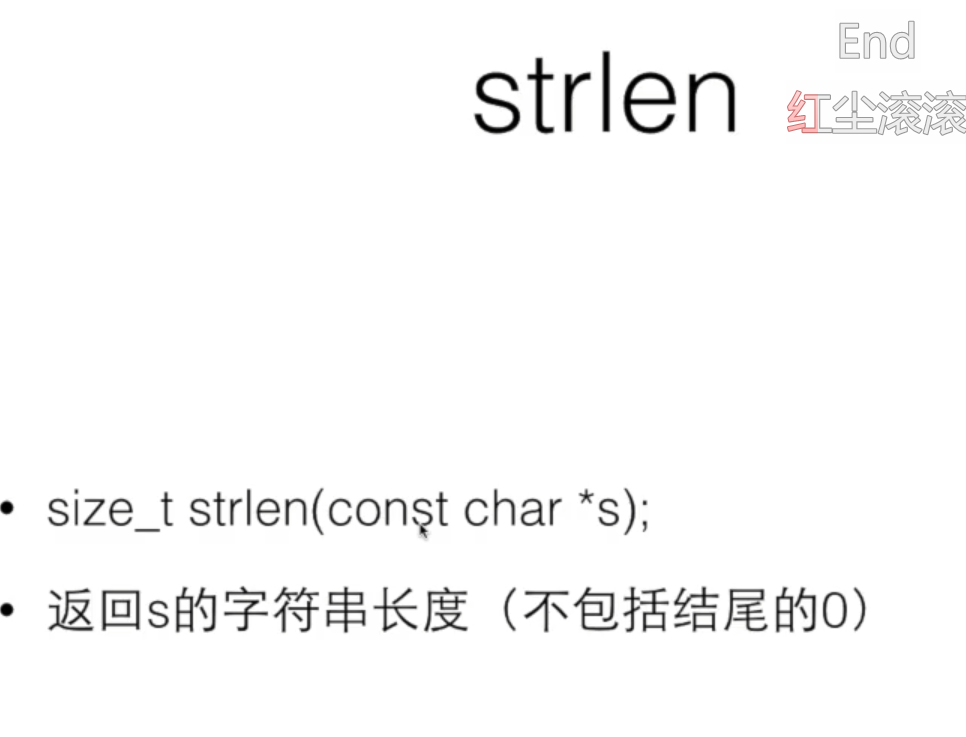 End
strlen
红尘滚滚
• size_t strlen(const char *s);
• 返回s的字符串长度（不包括结尾的0）